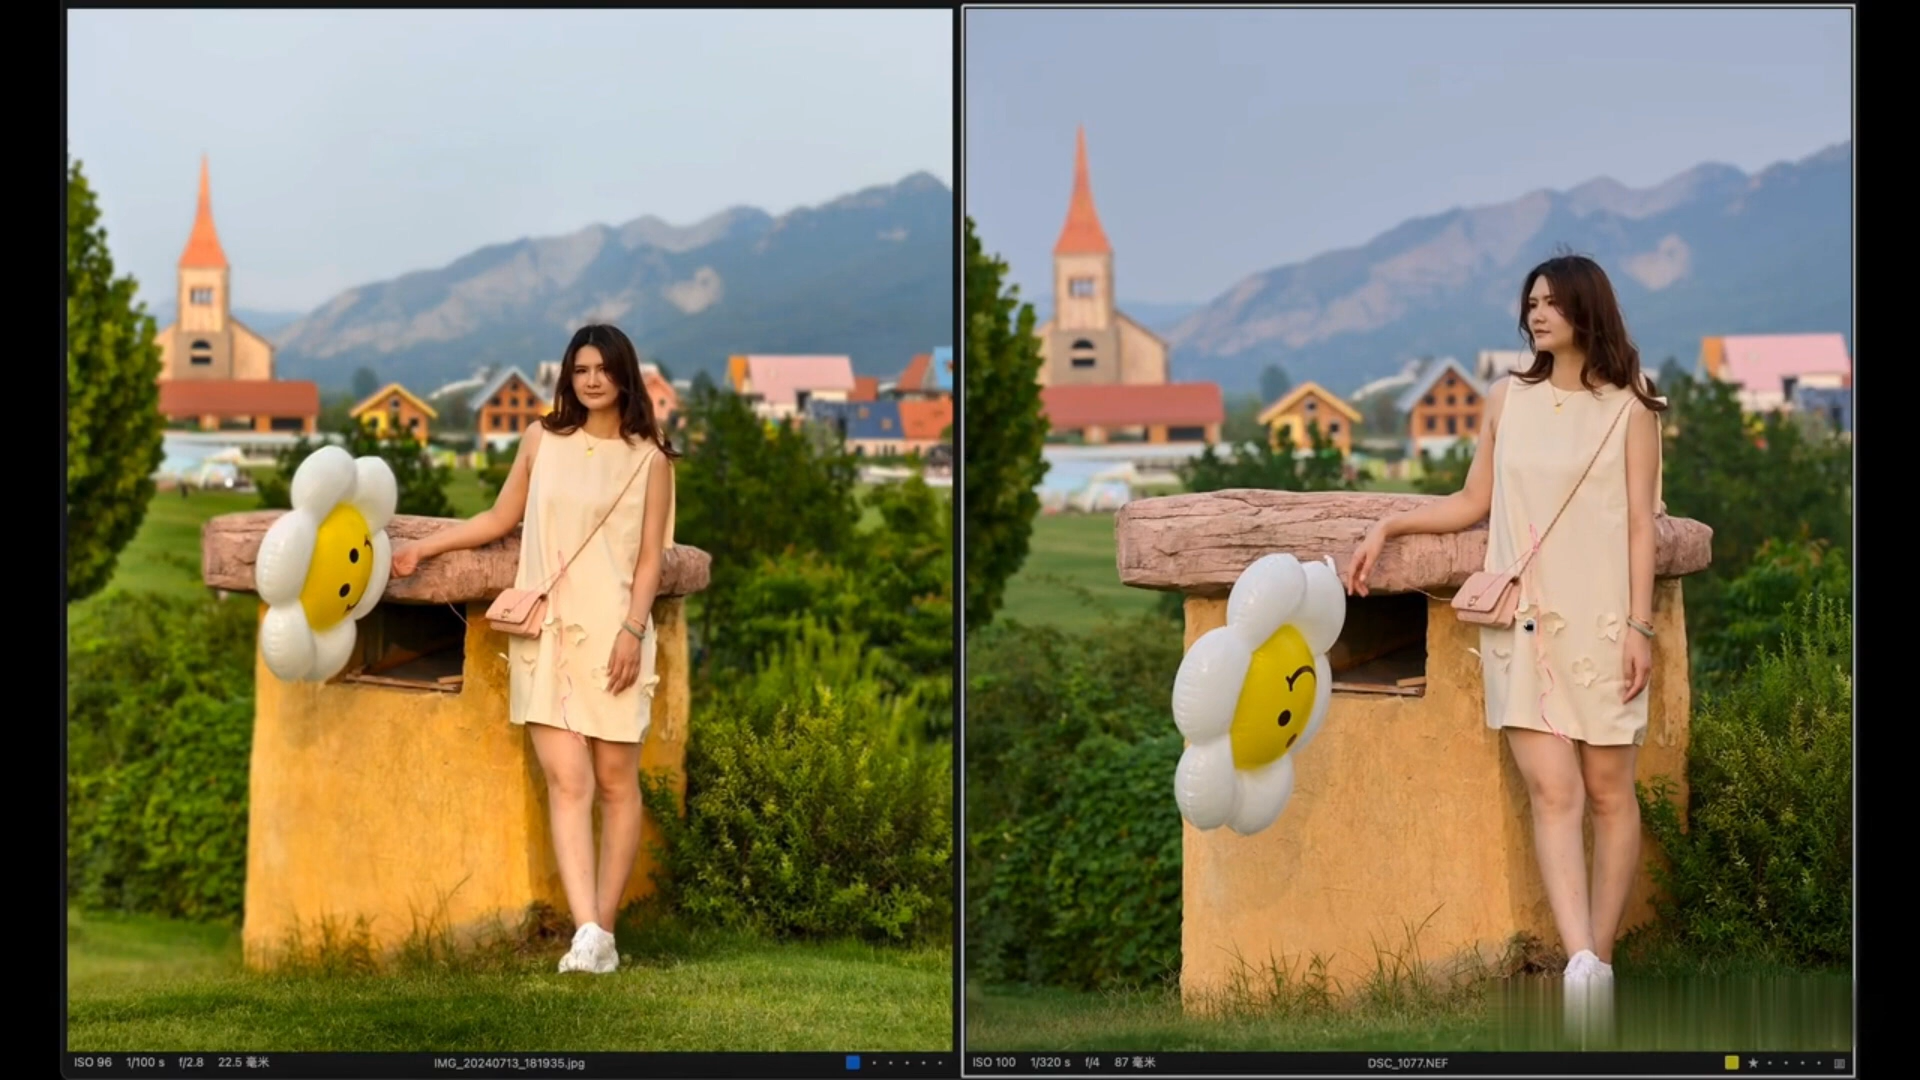 ISO 96 1/100 s f/2.8 22.5 毫米 IMG_20240713_181935.jpg
ISO 100 1/320 s f/4 87 毫米 DSC_1077.NEF